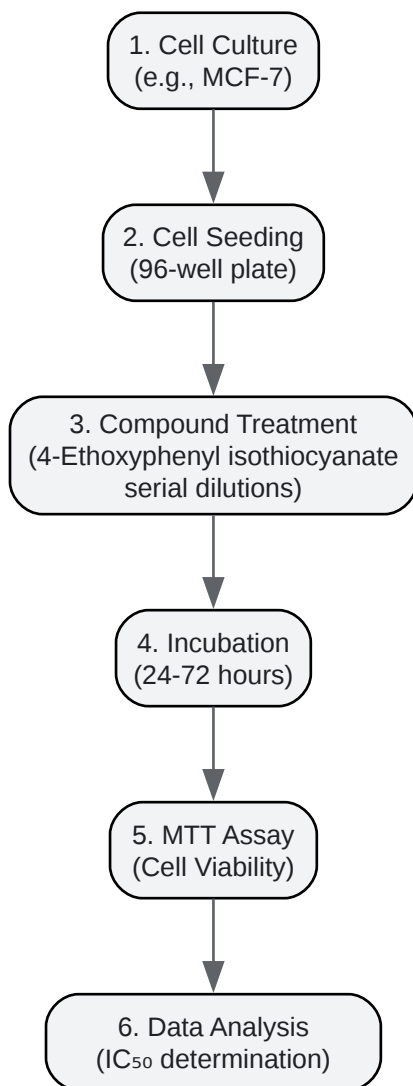 1. Cell Culture
(e.g., MCF-7)
2. Cell Seeding
(96-well plate)
3. Compound Treatment
(4-Ethoxyphenyl isothiocyanate
serial dilutions)
4. Incubation
(24-72 hours)
5. MTT Assay
(Cell Viability)
6. Data Analysis
(IC₅₀ determination)